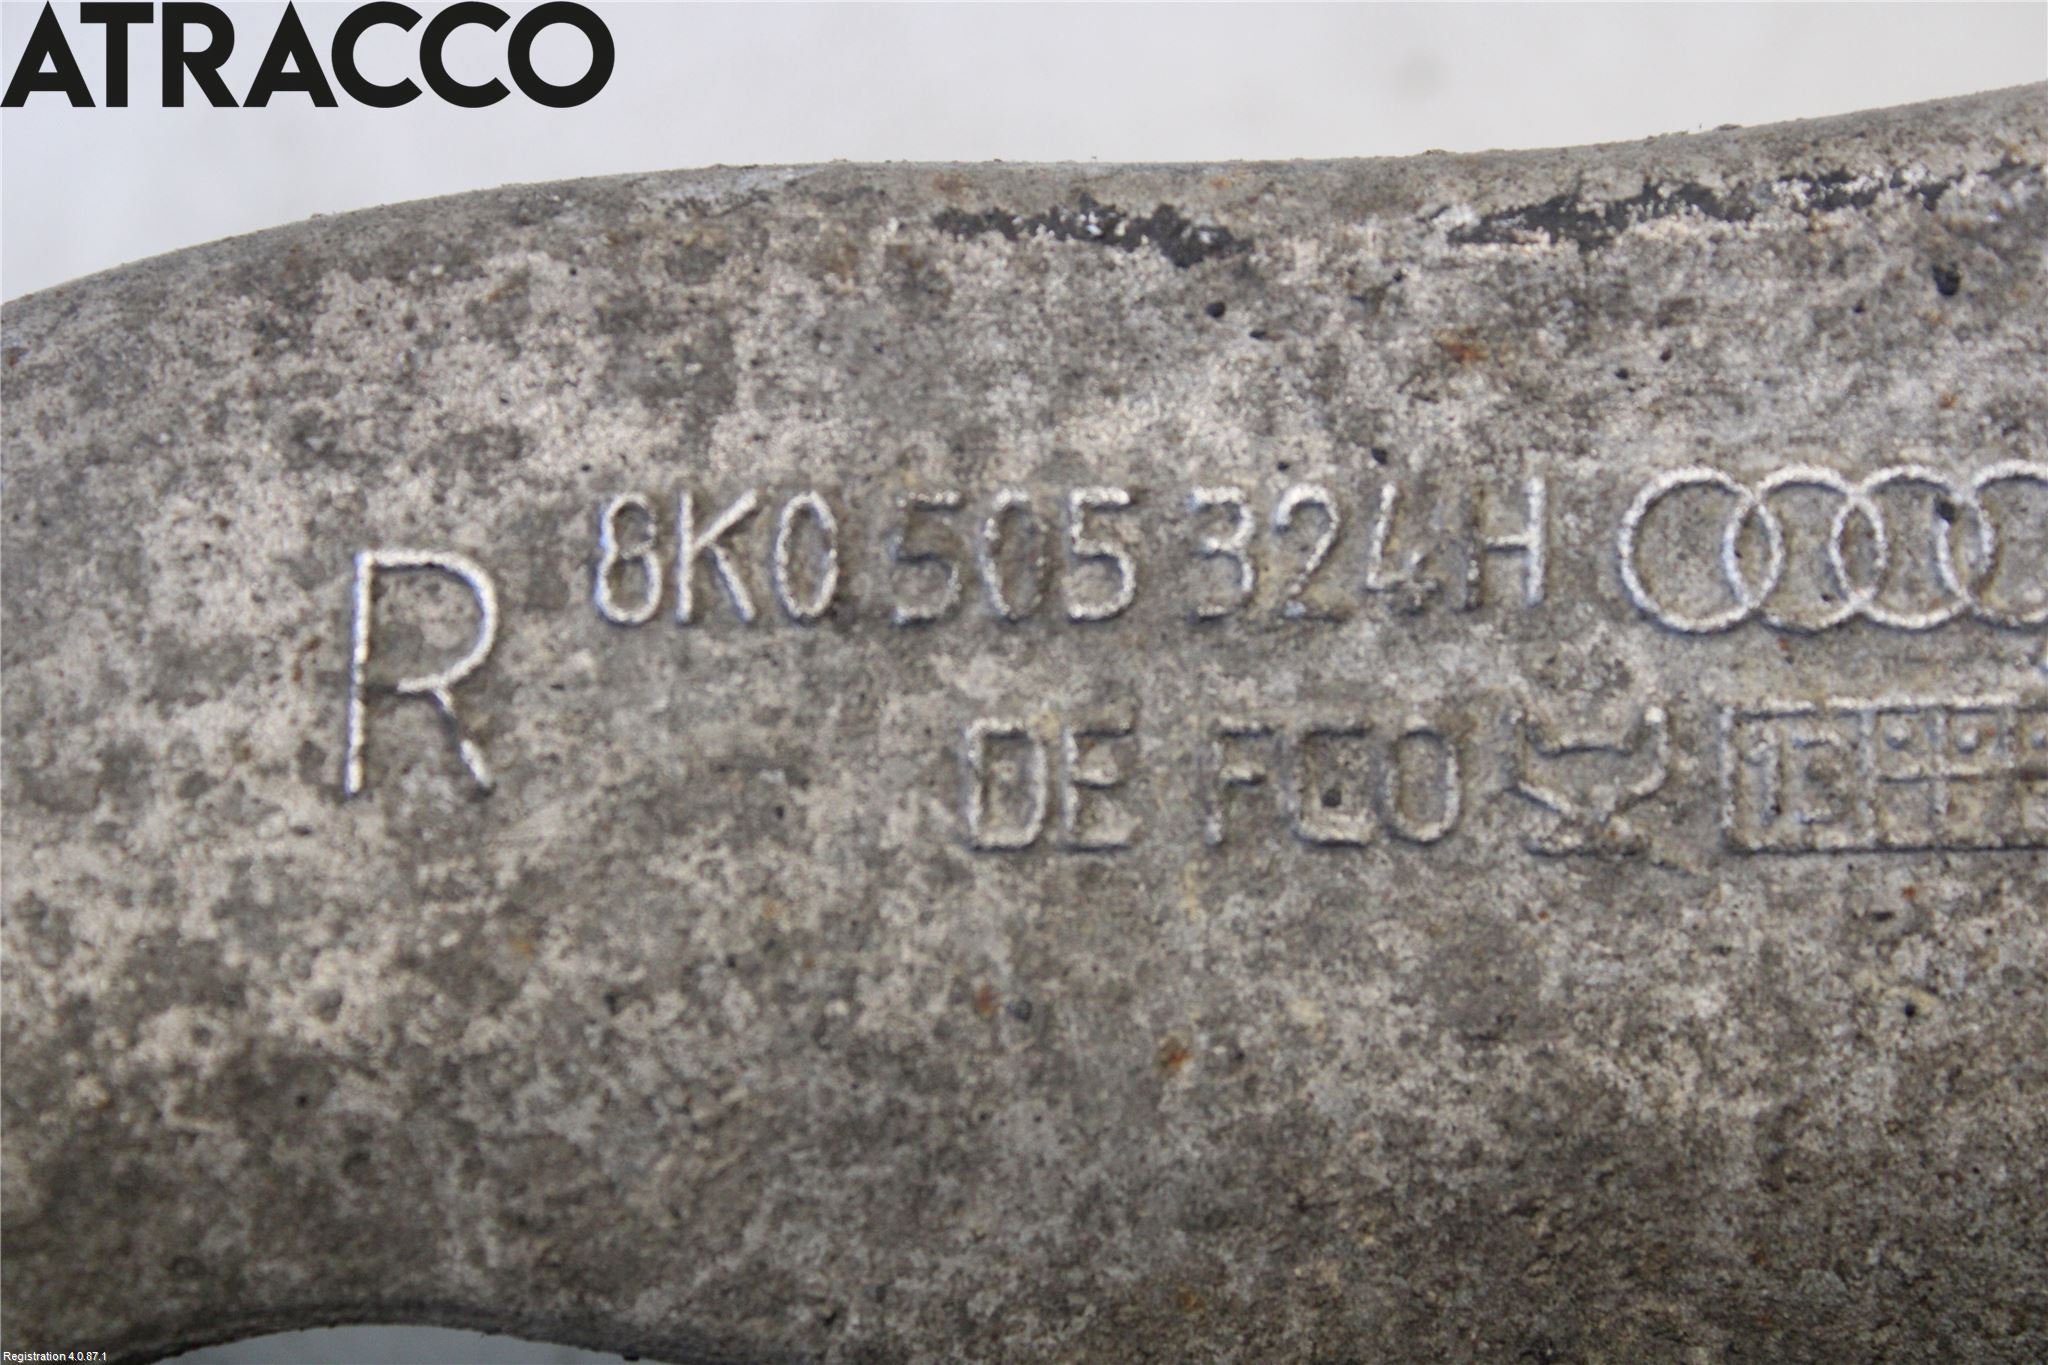 ATRACCO
R 8K0 505 324H
DE FCO
Registration 4.0.87.1